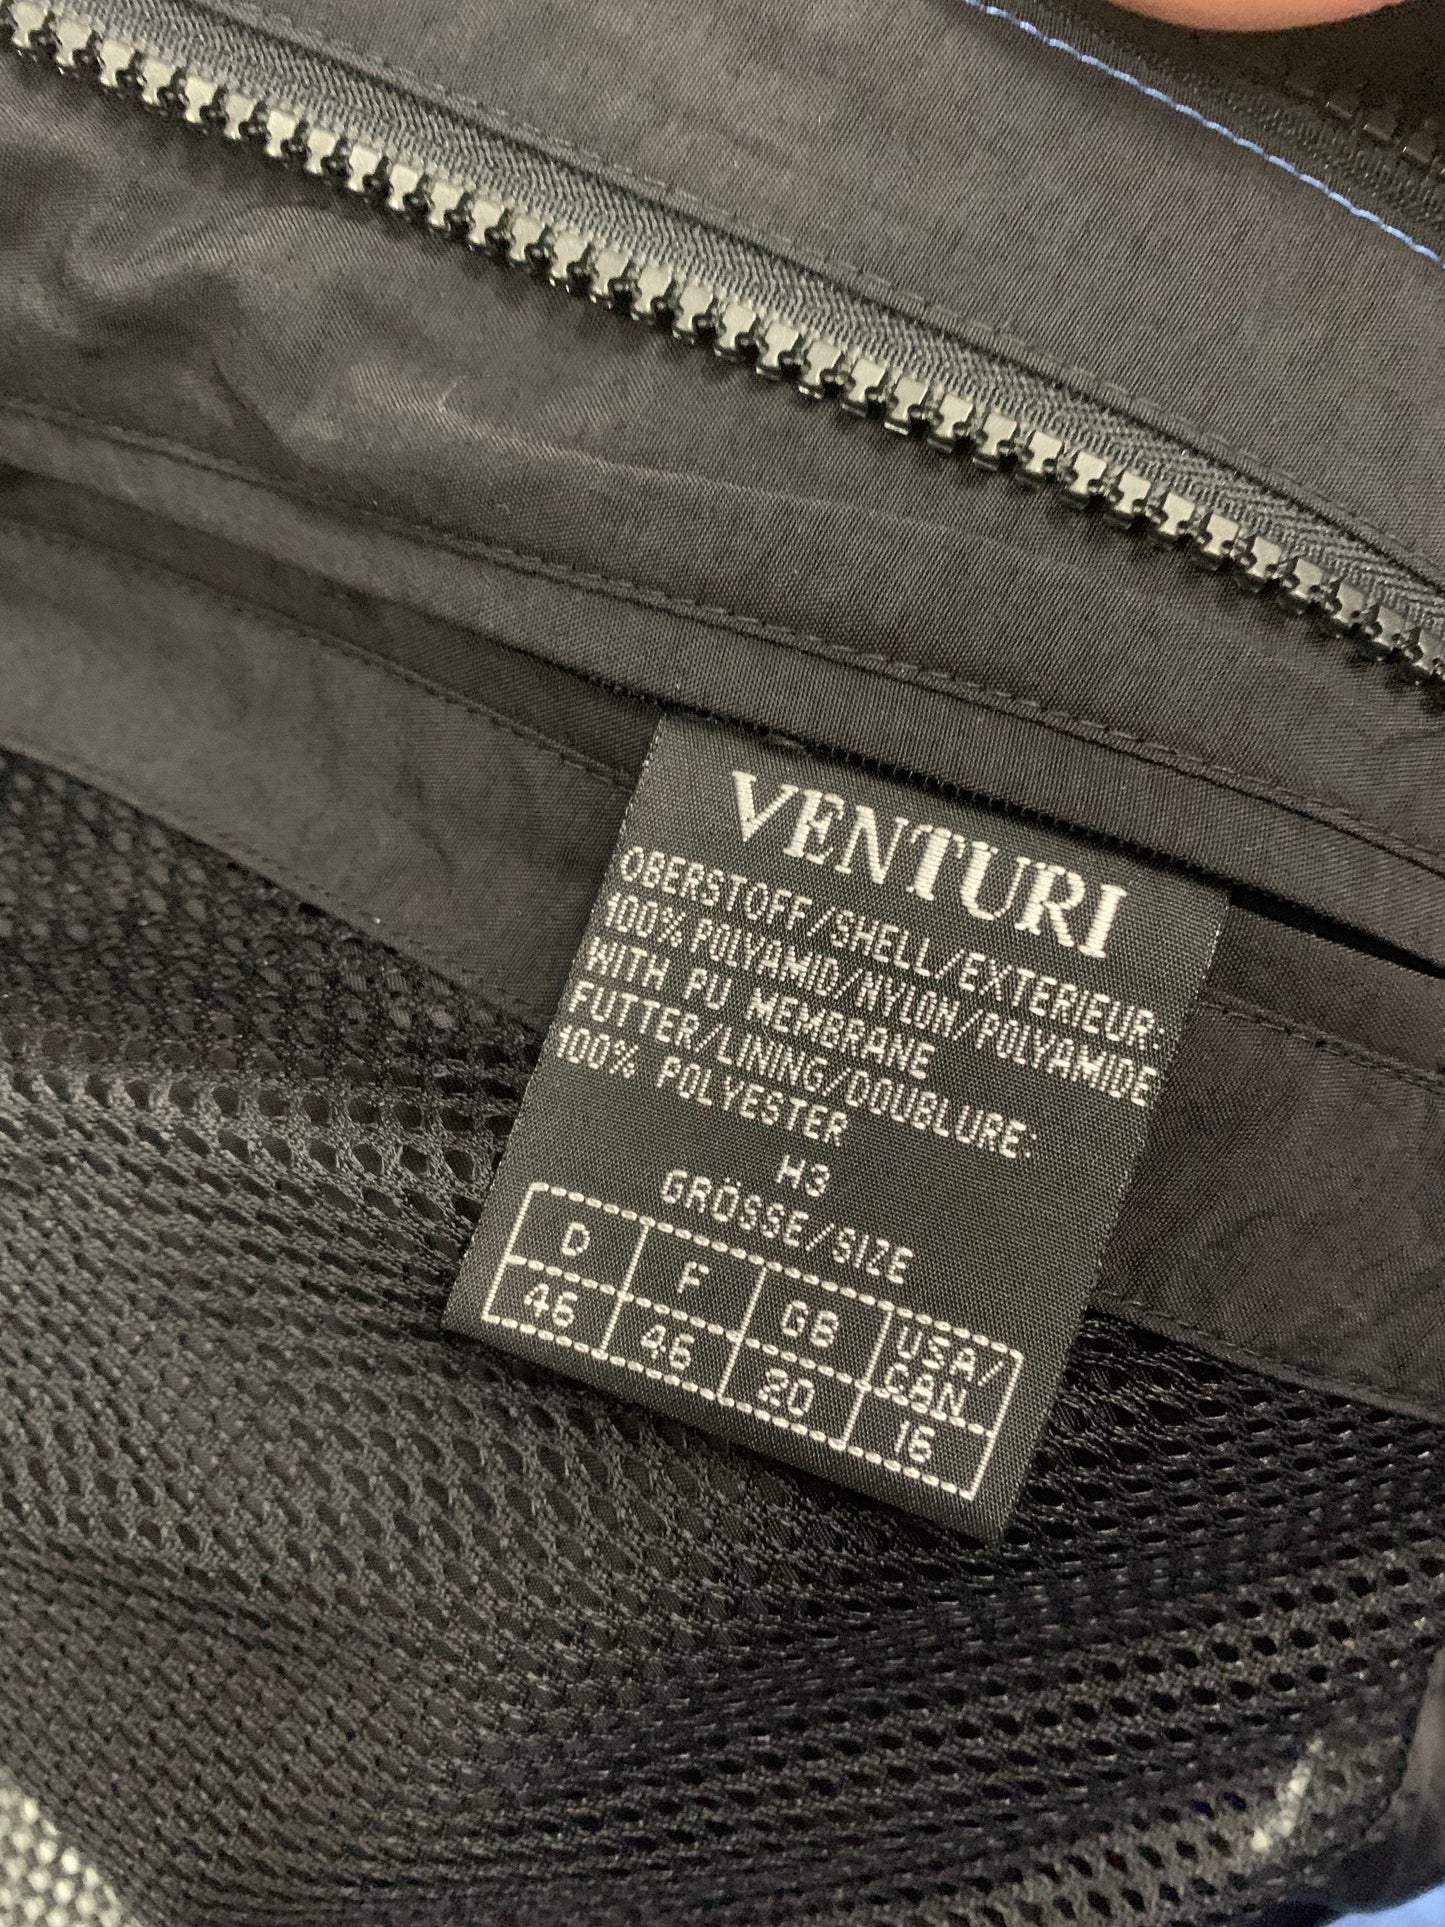 VENTURI
OBERSTOFF/SHELL/EXTERIEUR:
100% POLYAMID/NYLON/POLYAMIDE
WITH PU MEMBRANE
FUTTER/LINING/DOUBLURE:
100% POLYESTER
H3
GRÖSSE/SIZE
D F GB USA/
CAN
46 46 20 16